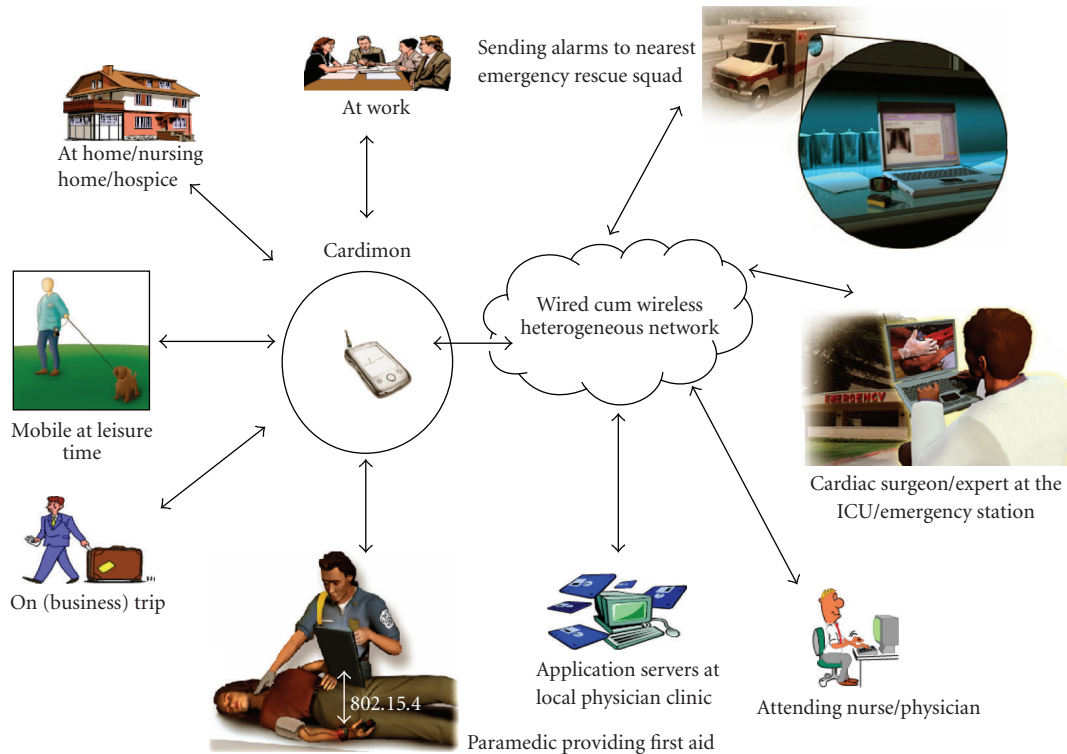 Sending alarms to nearest
emergency rescue squad
At work
At home/nursing
home/hospice
Cardimon
Wired cum wireless
heterogeneous network
Mobile at leisure
time
EMERGENCY
Cardiac surgeon/expert at the
ICU/emergency station
On (business) trip
802.15.4
Application servers at
local physician clinic
Attending nurse/physician
Paramedic providing first aid